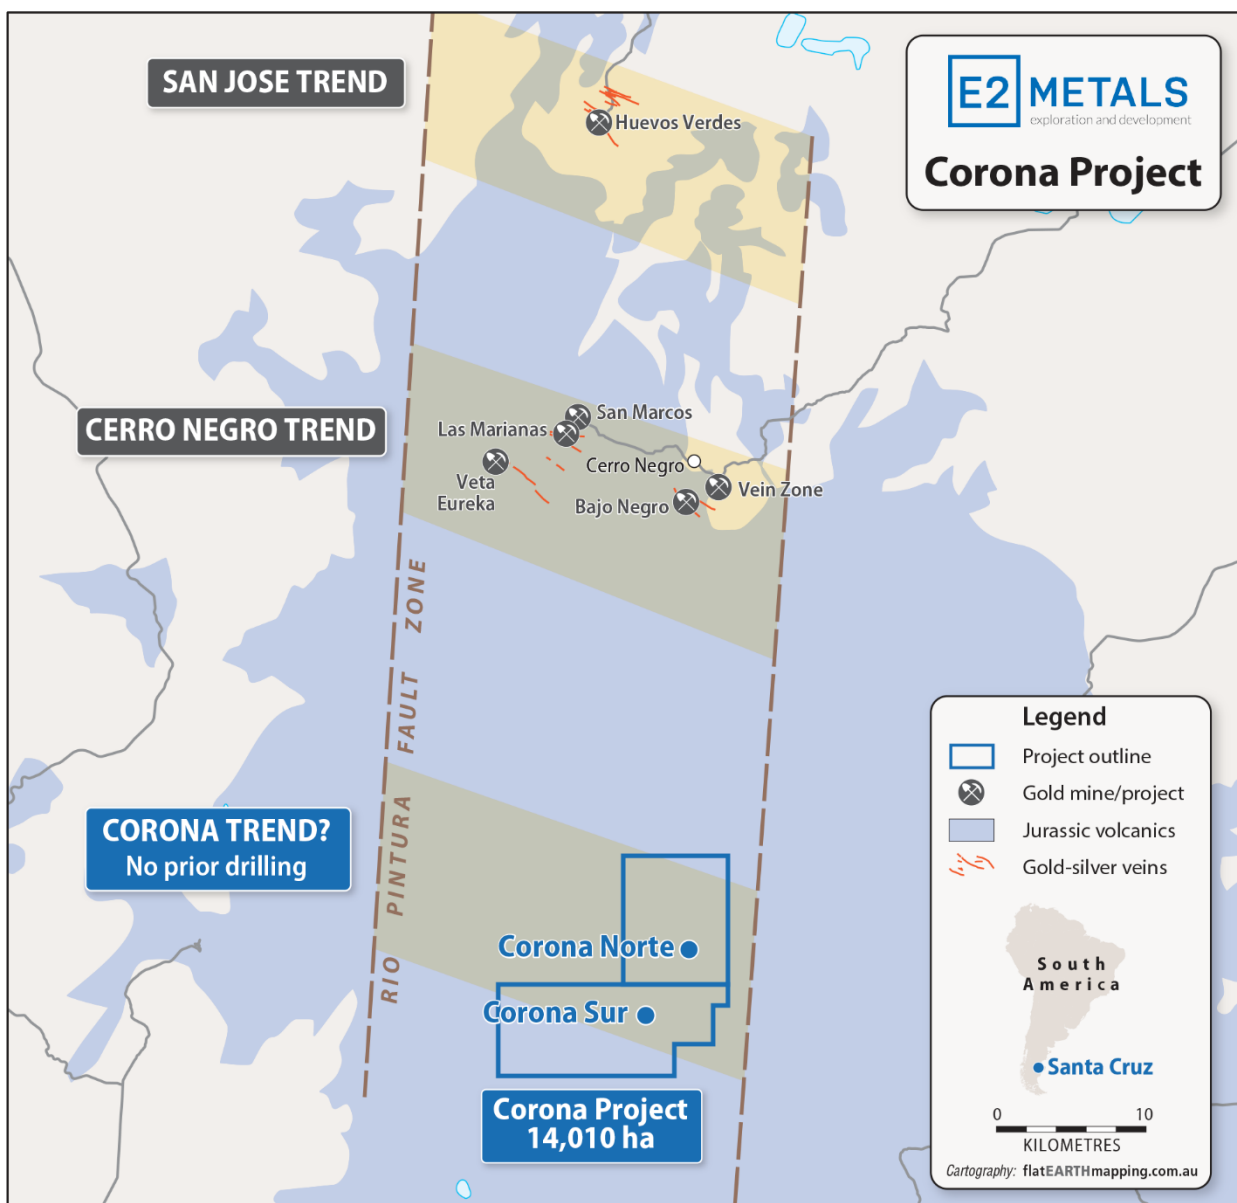 SAN JOSE TREND
E2 METALS
exploration and development
Corona Project
Huevos Verdes
CERRO NEGRO TREND
San Marcos
Las Marianas
Cerro Negro
Veta
Eureka
Vein Zone
Bajo Negro
RIO PINTURA FAULT ZONE
CORONA TREND?
No prior drilling
Corona Norte
Corona Sur
Corona Project
14,010 ha
Legend
Project outline
Gold mine/project
Jurassic volcanics
Gold-silver veins
South
America
Santa Cruz
0 10
KILOMETRES
Cartography: flatEARTHmapping.com.au